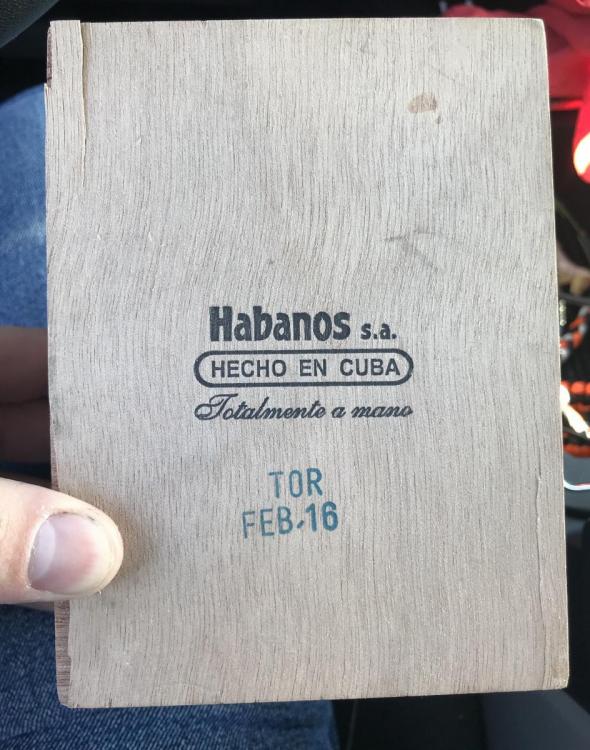 Habanos s.a.
HECHO EN CUBA
Totalmente a mano
TOR
FEB-16